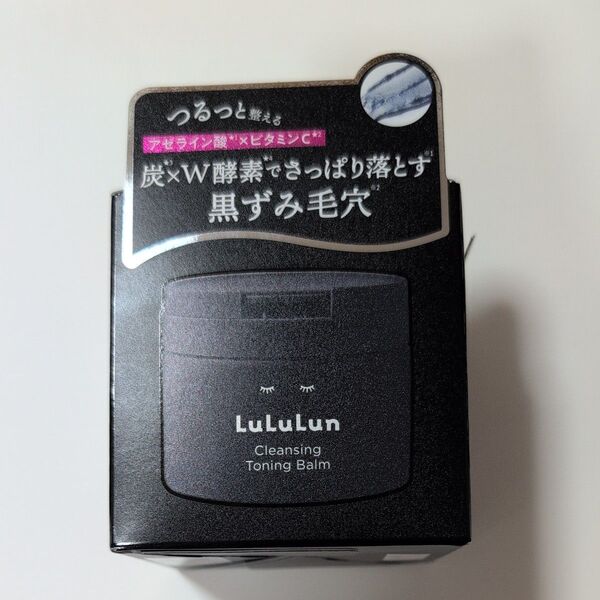 つるっと整える
アゼライン酸*¹×ビタミンC*²
炭*³×W酵素*⁴でさっぱり落とす※1
黒ずみ毛穴※2
LuLuLun
Cleansing
Toning Balm